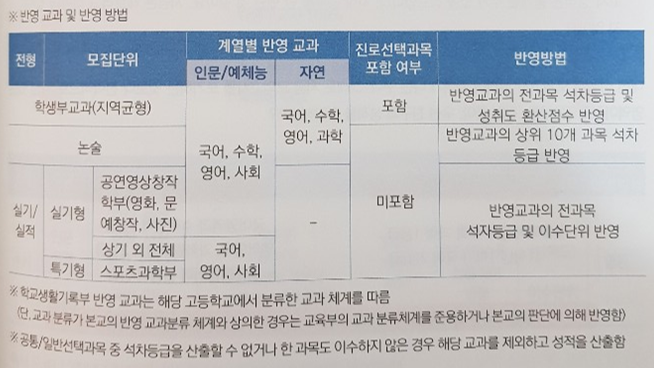 ※ 반영 교과 및 반영 방법
전형 모집단위 계열별 반영 교과 진로선택과목 포함 여부 반영방법
인문/예체능 자연
학생부교과(지역균형) 국어, 수학, 영어, 사회 국어, 수학, 영어, 과학 포함 반영교과의 전과목 석차등급 및
성취도 환산점수 반영
논술 미포함 반영교과의 상위 10개 과목 석차
등급 반영
실기/
실적 실기형 공연영상창작
학부(영화, 문
예창작, 사진) - 반영교과의 전과목
석자등급 및 이수단위 반영
상기 외 전체 국어,
영어, 사회
특기형 스포츠과학부
※ 학교생활기록부 반영 교과는 해당 고등학교에서 분류한 교과 체계를 따름
(단, 교과 분류가 본교의 반영 교과분류 체계와 상의한 경우는 교육부의 교과 분류체계를 준용하거나 본교의 판단에 의해 반영함)
※ 공통/일반선택과목 중 석차등급을 산출할 수 없거나 한 과목도 이수하지 않은 경우 해당 교과를 제외하고 성적을 산출함